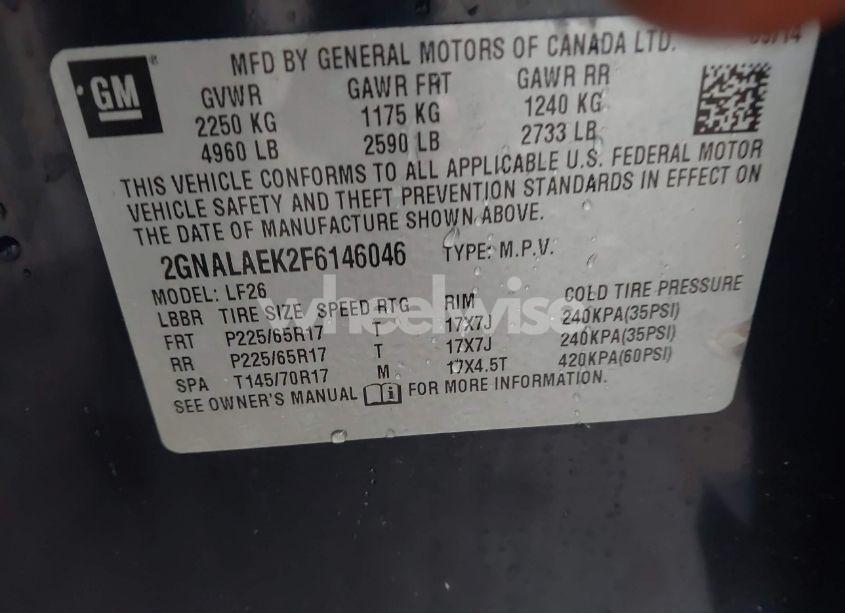 GM
MFD BY GENERAL MOTORS OF CANADA LTD.
GVWR GAWR FRT GAWR RR
2250 KG 1175 KG 1240 KG
4960 LB 2590 LB 2733 LB
THIS VEHICLE CONFORMS TO ALL APPLICABLE U.S. FEDERAL MOTOR
VEHICLE SAFETY AND THEFT PREVENTION STANDARDS IN EFFECT ON
THE DATE OF MANUFACTURE SHOWN ABOVE.
2GNALAEK2F6146046 TYPE: M.P.V.
MODEL: LF26
LBBR TIRE SIZE SPEED RTG RIM COLD TIRE PRESSURE
FRT P225/65R17 T 17X7J 240KPA(35PSI)
RR P225/65R17 T 17X7J 240KPA(35PSI)
SPA T145/70R17 M 17X4.5T 420KPA(60PSI)
SEE OWNER'S MANUAL FOR MORE INFORMATION.
wheelwise